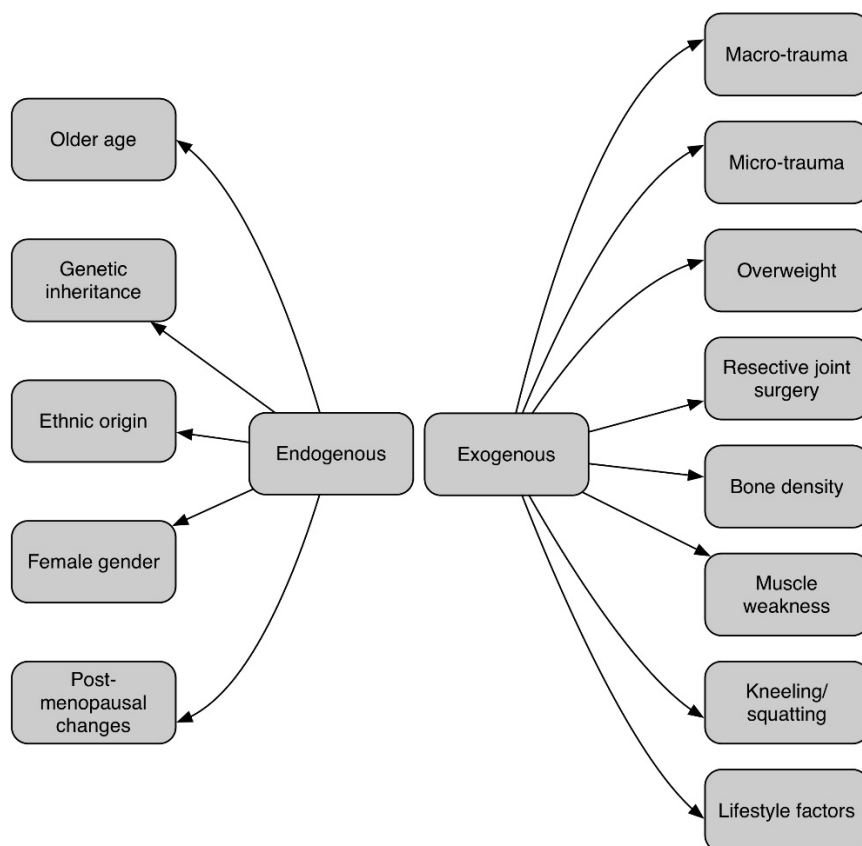 Older age
Genetic
inheritance
Ethnic origin
Female gender
Post-
menopausal
changes
Endogenous
Exogenous
Macro-trauma
Micro-trauma
Overweight
Resective joint
surgery
Bone density
Muscle
weakness
Kneeling/
squatting
Lifestyle factors